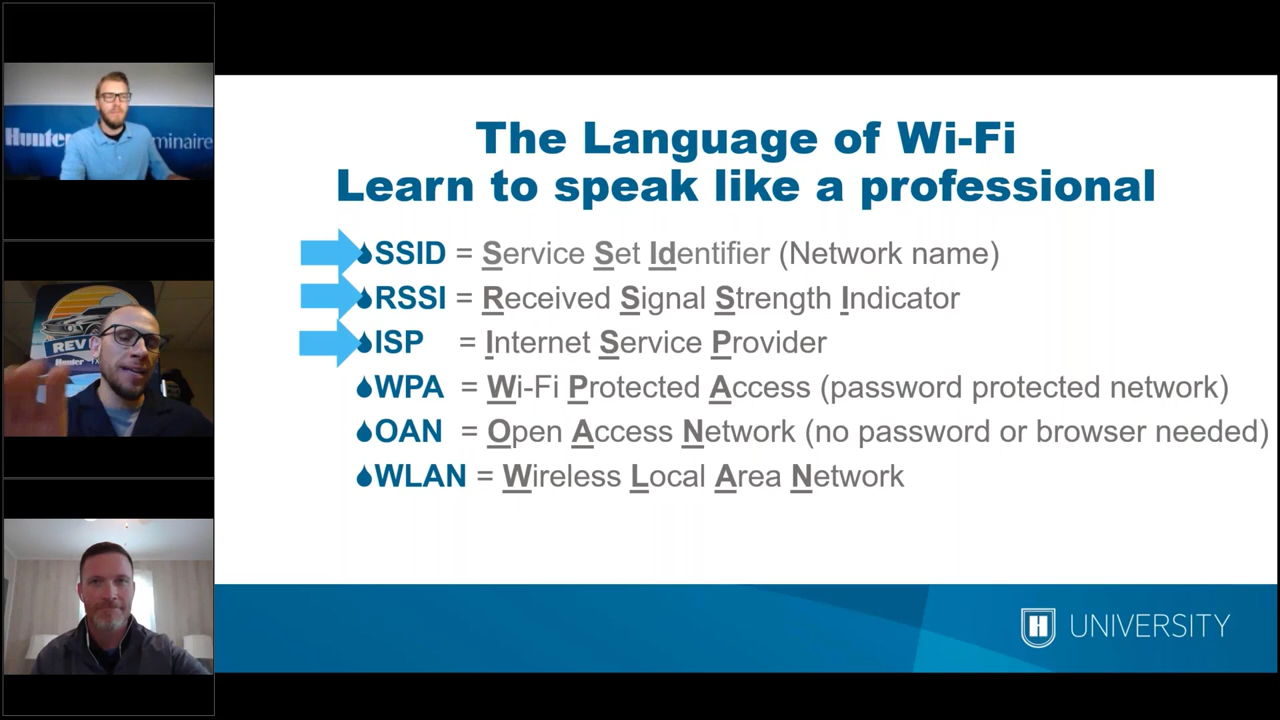 The Language of Wi-Fi
Learn to speak like a professional
SSID = Service Set Identifier (Network name)
RSSI = Received Signal Strength Indicator
ISP = Internet Service Provider
WPA = Wi-Fi Protected Access (password protected network)
OAN = Open Access Network (no password or browser needed)
WLAN = Wireless Local Area Network
H UNIVERSITY
Hunter
minaire
REV
Hunter